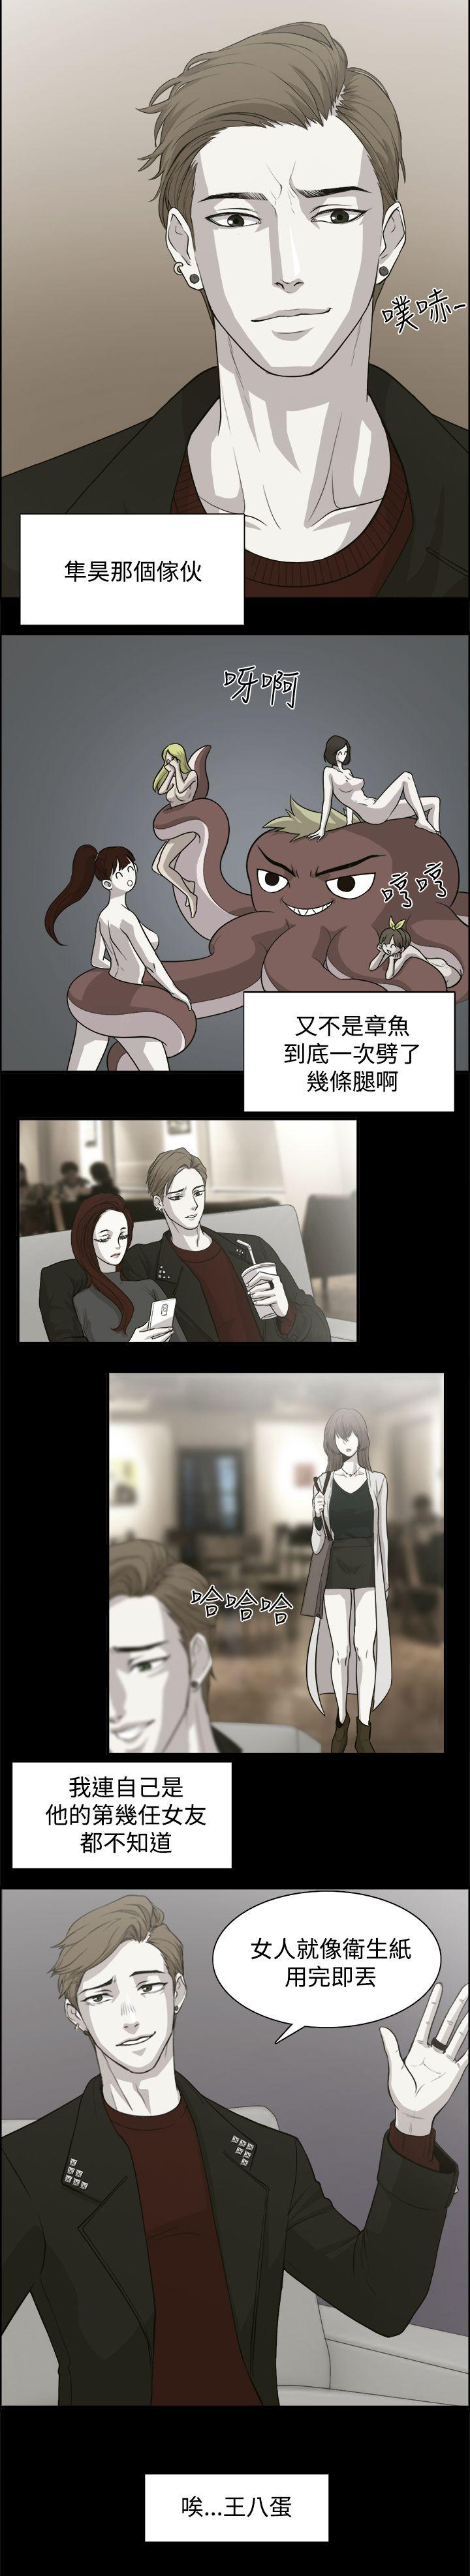 噗哧-
隼昊那個傢伙
呀啊
哼哼
又不是章魚
到底一次劈了
幾條腿啊
哈哈哈
我連自己是
他的第幾任女友
都不知道
女人就像衛生紙
用完即丟
唉...王八蛋